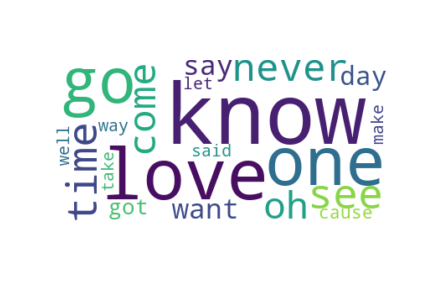 go
come
say
let
never
day
know
time
well
way
take
love
said
one
make
got
want
oh
see
cause